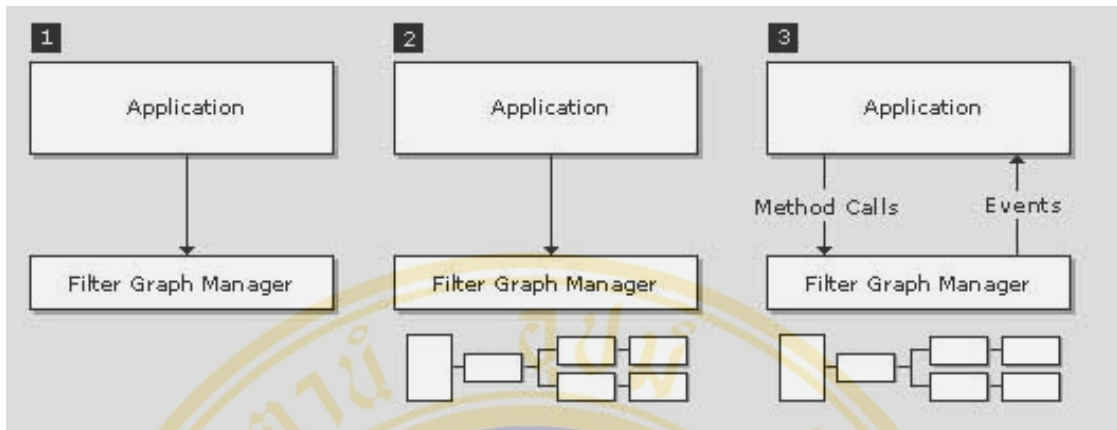 1
Application
Filter Graph Manager
2
Application
Filter Graph Manager
3
Application
Method Calls
Events
Filter Graph Manager